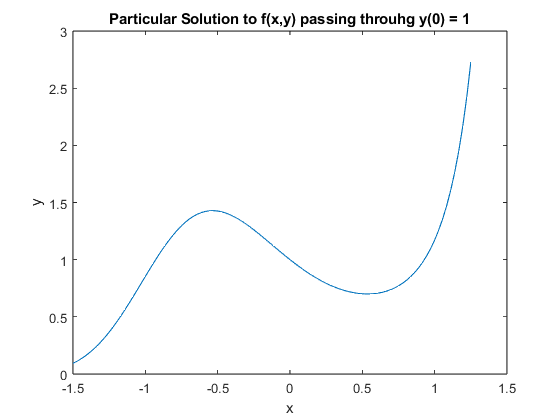 Particular Solution to f(x,y) passing throuhg y(0) = 1
3
2.5
2
1.5
1
0.5
0
y
-1.5 -1 -0.5 0 0.5 1 1.5
x